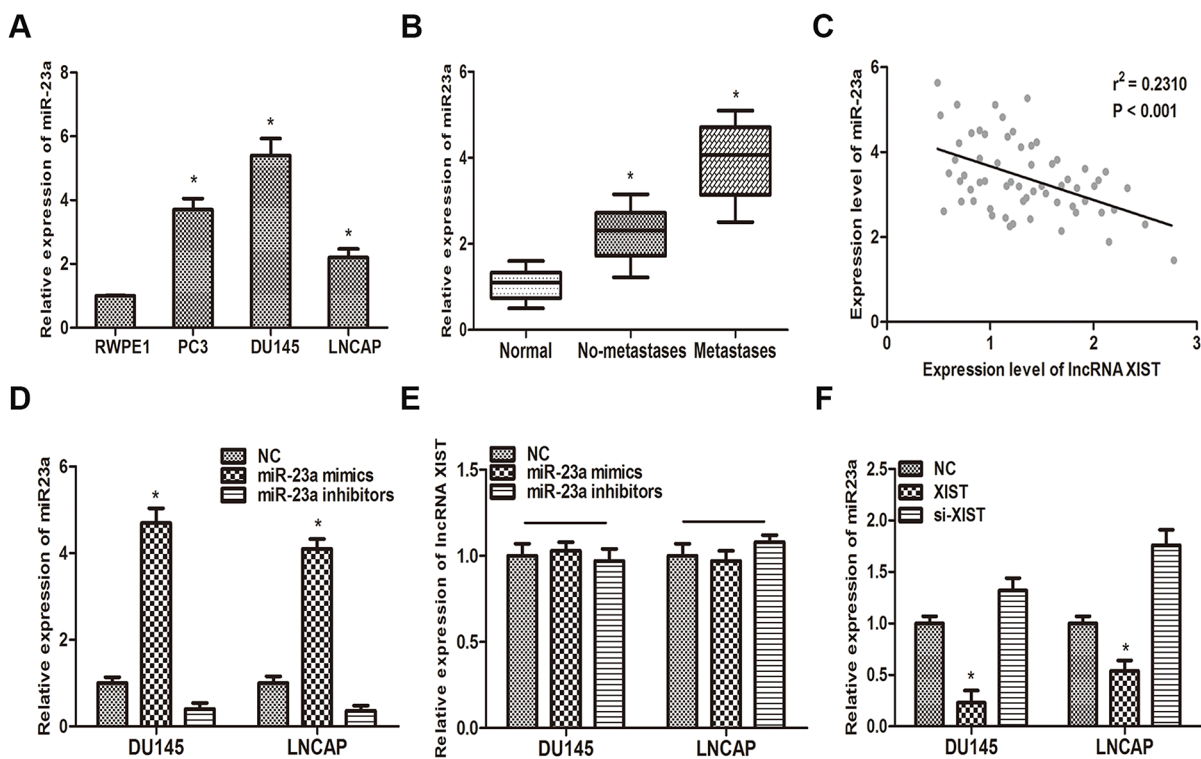 A
Relative expression of miR-23a
8
6
4
2
0
*
*
*
RWPE1 PC3 DU145 LNCAP
B
Relative expression of miR23a
6
4
2
0
*
*
Normal No-metastases Metastases
C
Expression level of miR-23a
6
4
2
0
r² = 0.2310
P < 0.001
0 1 2 3
Expression level of lncRNA XIST
D
Relative expression of miR23a
6
4
2
0
NC
miR-23a mimics
miR-23a inhibitors
*
*
DU145 LNCAP
E
Relative expression of lncRNA XIST
1.5
1.0
0.5
0.0
NC
miR-23a mimics
miR-23a inhibitors
DU145 LNCAP
F
Relative expression of miR23a
2.5
2.0
1.5
1.0
0.5
0.0
NC
XIST
si-XIST
*
*
DU145 LNCAP